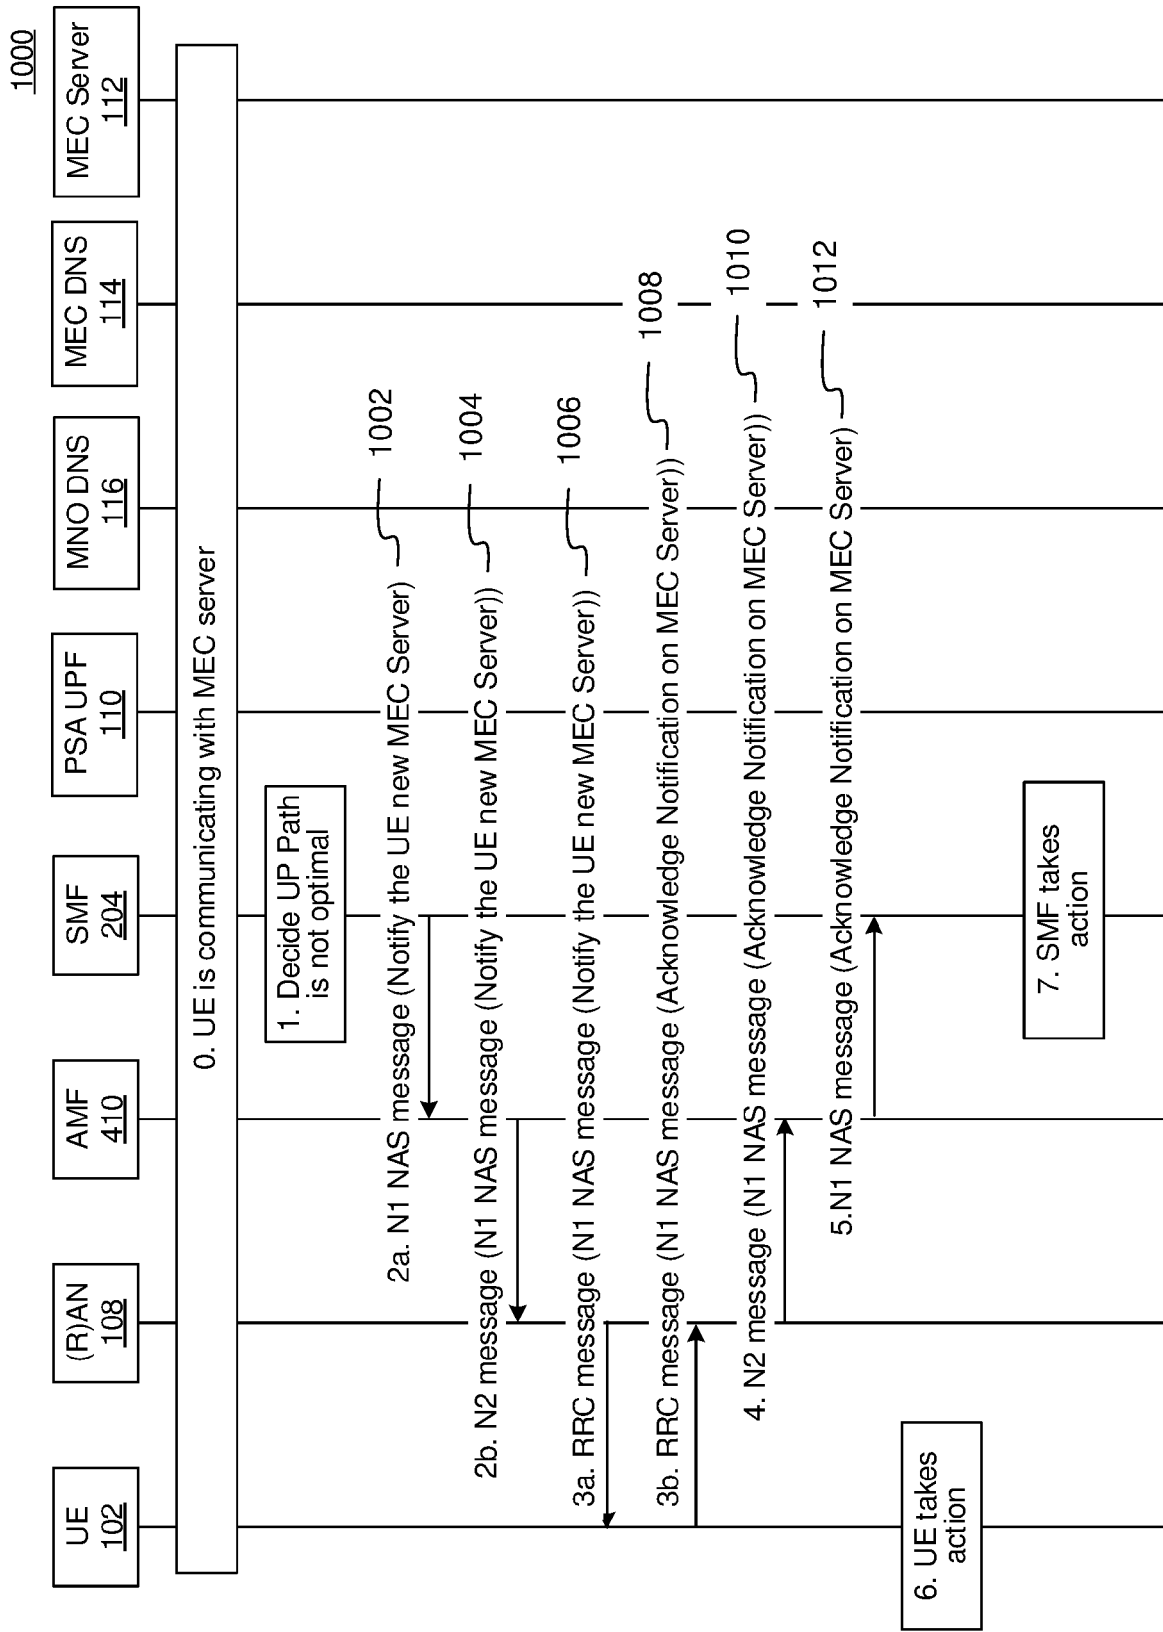 1000
UE
102
(R)AN
108
AMF
410
SMF
204
PSA UPF
110
MNO DNS
116
MEC DNS
114
MEC Server
112
0. UE is communicating with MEC server
1. Decide UP Path
is not optimal
2a. N1 NAS message (Notify the UE new MEC Server)
1002
2b. N2 message (N1 NAS message (Notify the UE new MEC Server))
1004
3a. RRC message (N1 NAS message (Notify the UE new MEC Server))
1006
3b. RRC message (N1 NAS message (Acknowledge Notification on MEC Server))
1008
4. N2 message (N1 NAS message (Acknowledge Notification on MEC Server))
1010
5.N1 NAS message (Acknowledge Notification on MEC Server)
1012
6. UE takes
action
7. SMF takes
action